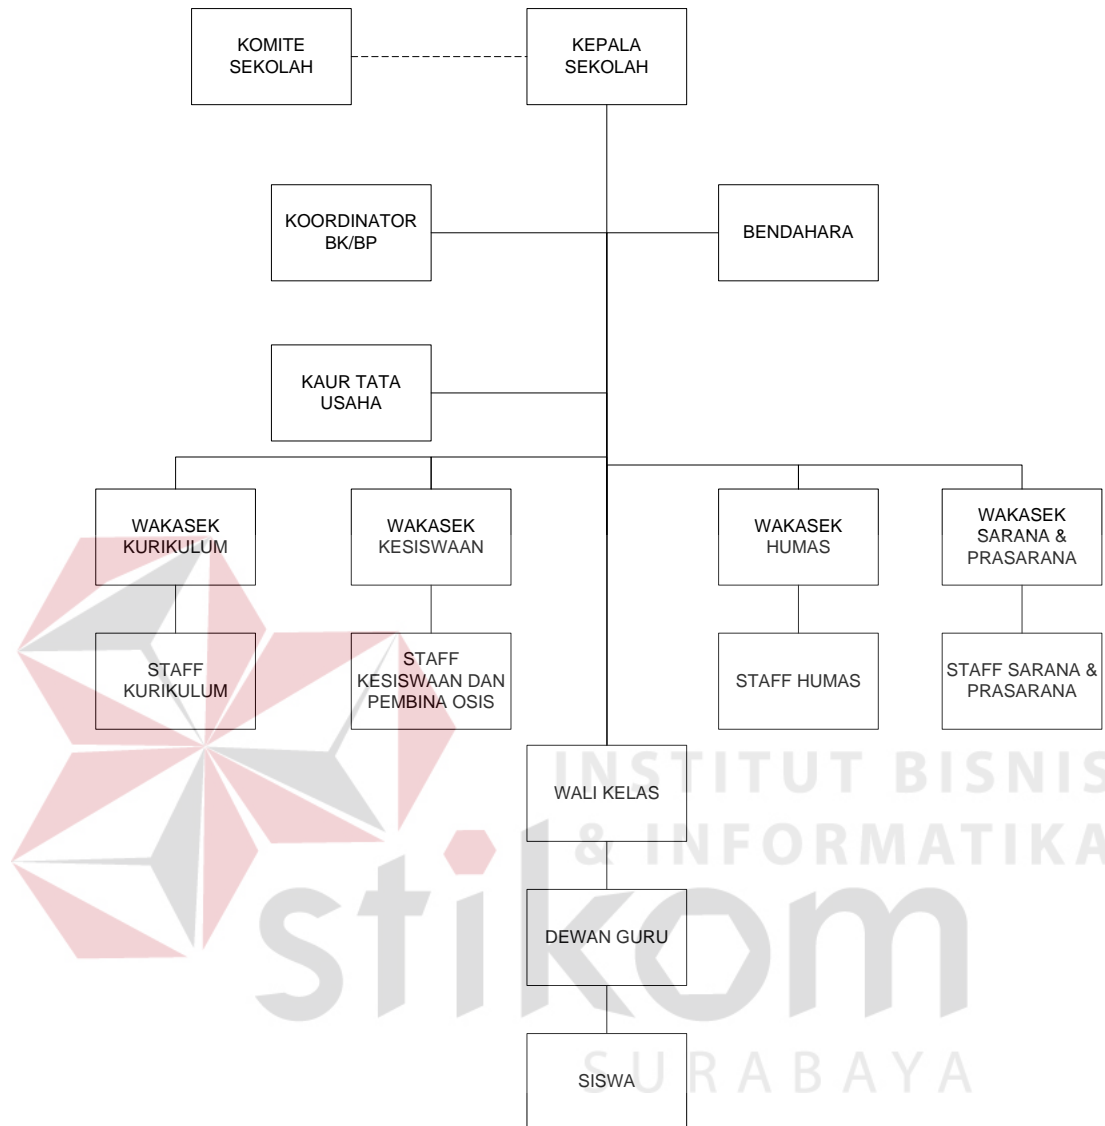 KOMITE
SEKOLAH
KEPALA
SEKOLAH
KOORDINATOR
BK/BP
BENDAHARA
KAUR TATA
USAHA
WAKASEK
KURIKULUM
WAKASEK
KESISWAAN
WAKASEK
HUMAS
WAKASEK
SARANA &
PRASARANA
STAFF
KURIKULUM
STAFF
KESISWAAN DAN
PEMBINA OSIS
STAFF HUMAS
STAFF SARANA &
PRASARANA
WALI KELAS
DEWAN GURU
SISWA
INSTITUT BISNIS
& INFORMATIKA
stikom
SURABAYA